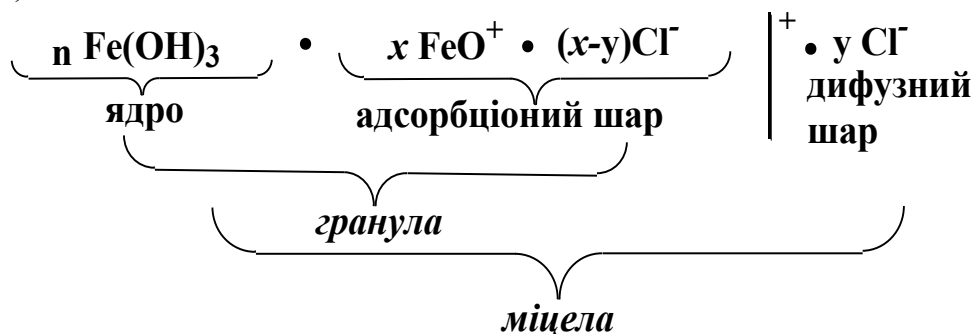 n Fe(OH)₃ • x FeO⁺ • (x-y)Cl⁻ |⁺ • y Cl⁻
ядро
адсорбціоний шар
дифузний
шар
гранула
міцела